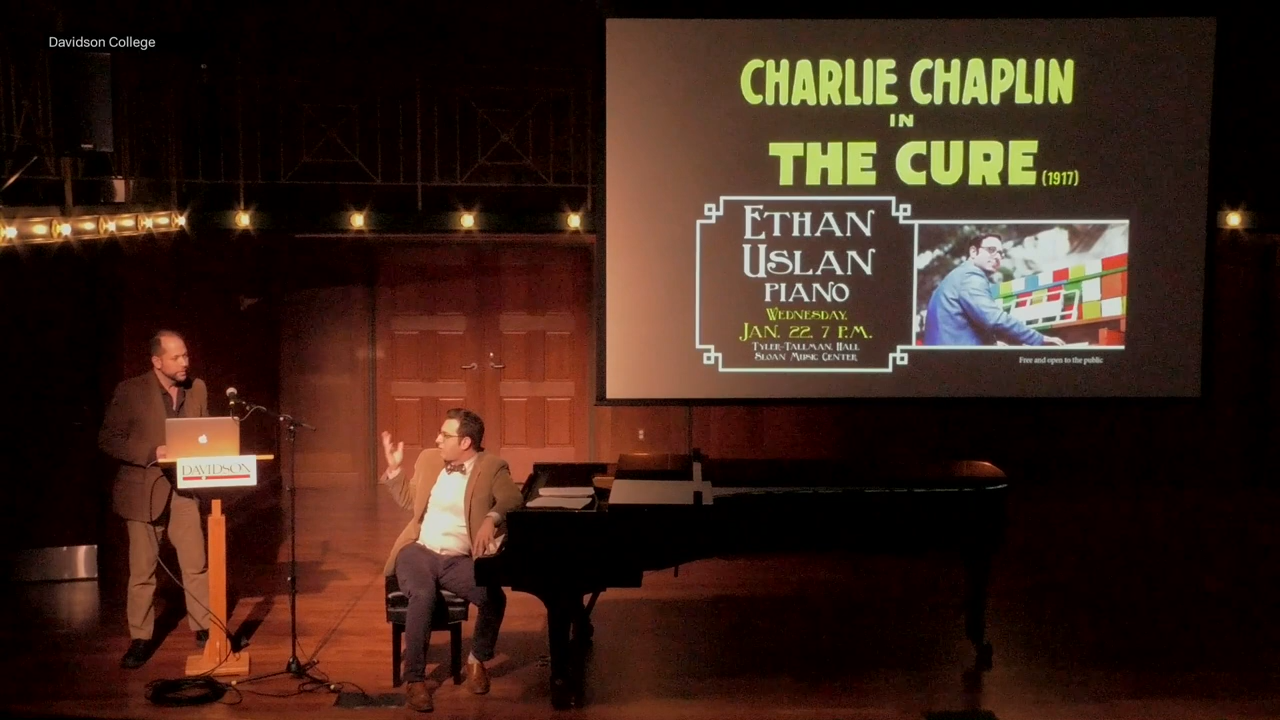 Davidson College
CHARLIE CHAPLIN
IN
THE CURE (1917)
ETHAN
USLAN
PIANO
WEDNESDAY,
JAN. 22, 7 P.M.
TYLER-TALLMAN, HALL
SLOAN MUSIC CENTER
Free and open to the public
DAVIDSON